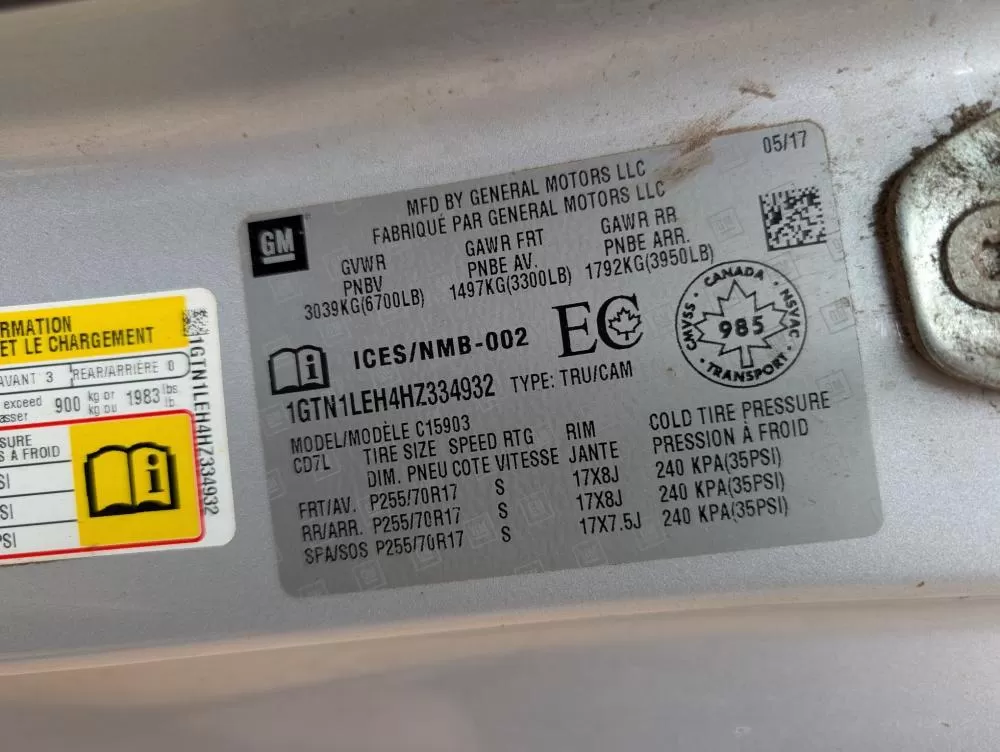 05/17
MFD BY GENERAL MOTORS LLC
FABRIQUÉ PAR GENERAL MOTORS LLC
GM
GVWR GAWR FRT GAWR RR
PNBV PNBE AV. PNBE ARR.
3039KG(6700LB) 1497KG(3300LB) 1792KG(3950LB)
ICES/NMB-002 EC
CANADA
CMVSS 985 NSVAC
TRANSPORT
1GTN1LEH4HZ334932 TYPE: TRU/CAM
MODEL/MODÈLE C15903
CD7L TIRE SIZE SPEED RTG RIM COLD TIRE PRESSURE
DIM. PNEU COTE VITESSE JANTE PRESSION À FROID
FRT/AV. P255/70R17 S 17X8J 240 KPA(35PSI)
RR/ARR. P255/70R17 S 17X8J 240 KPA(35PSI)
SPA/SOS P255/70R17 S 17X7.5J 240 KPA(35PSI)
RMATION
ET LE CHARGEMENT
AVANT 3 REAR/ARRIÈRE 0
exceed 900 kg or 1983 lbs.
asser kg ou lb.
SURE
S A FROID
SI
SI
PSI
1GTN1LEH4HZ334932